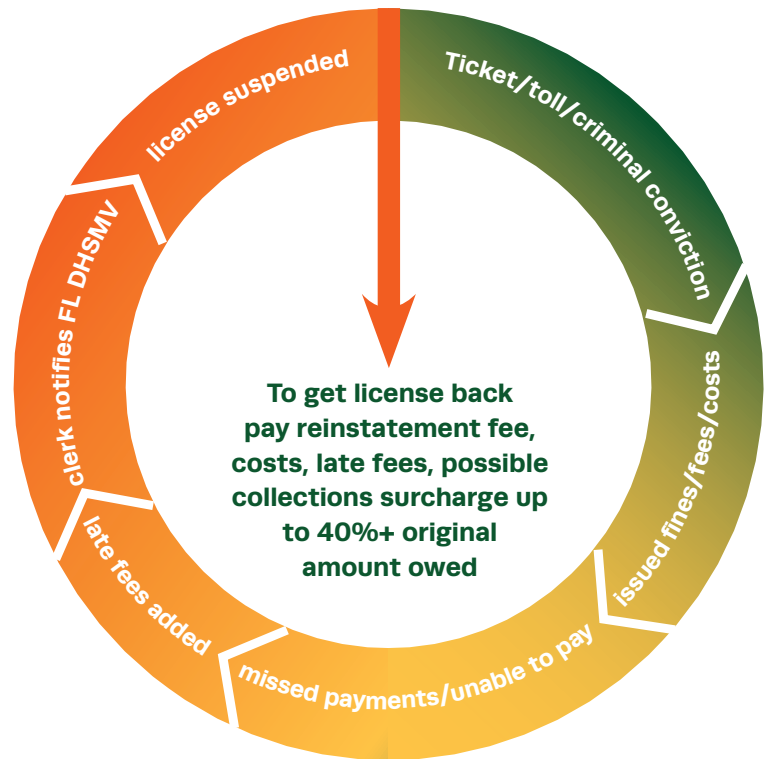 Ticket/toll/criminal conviction
issued fines/fees/costs
missed payments/unable to pay
late fees added
clerk notifies FL DHSMV
license suspended
To get license back
pay reinstatement fee,
costs, late fees, possible
collections surcharge up
to 40%+ original
amount owed